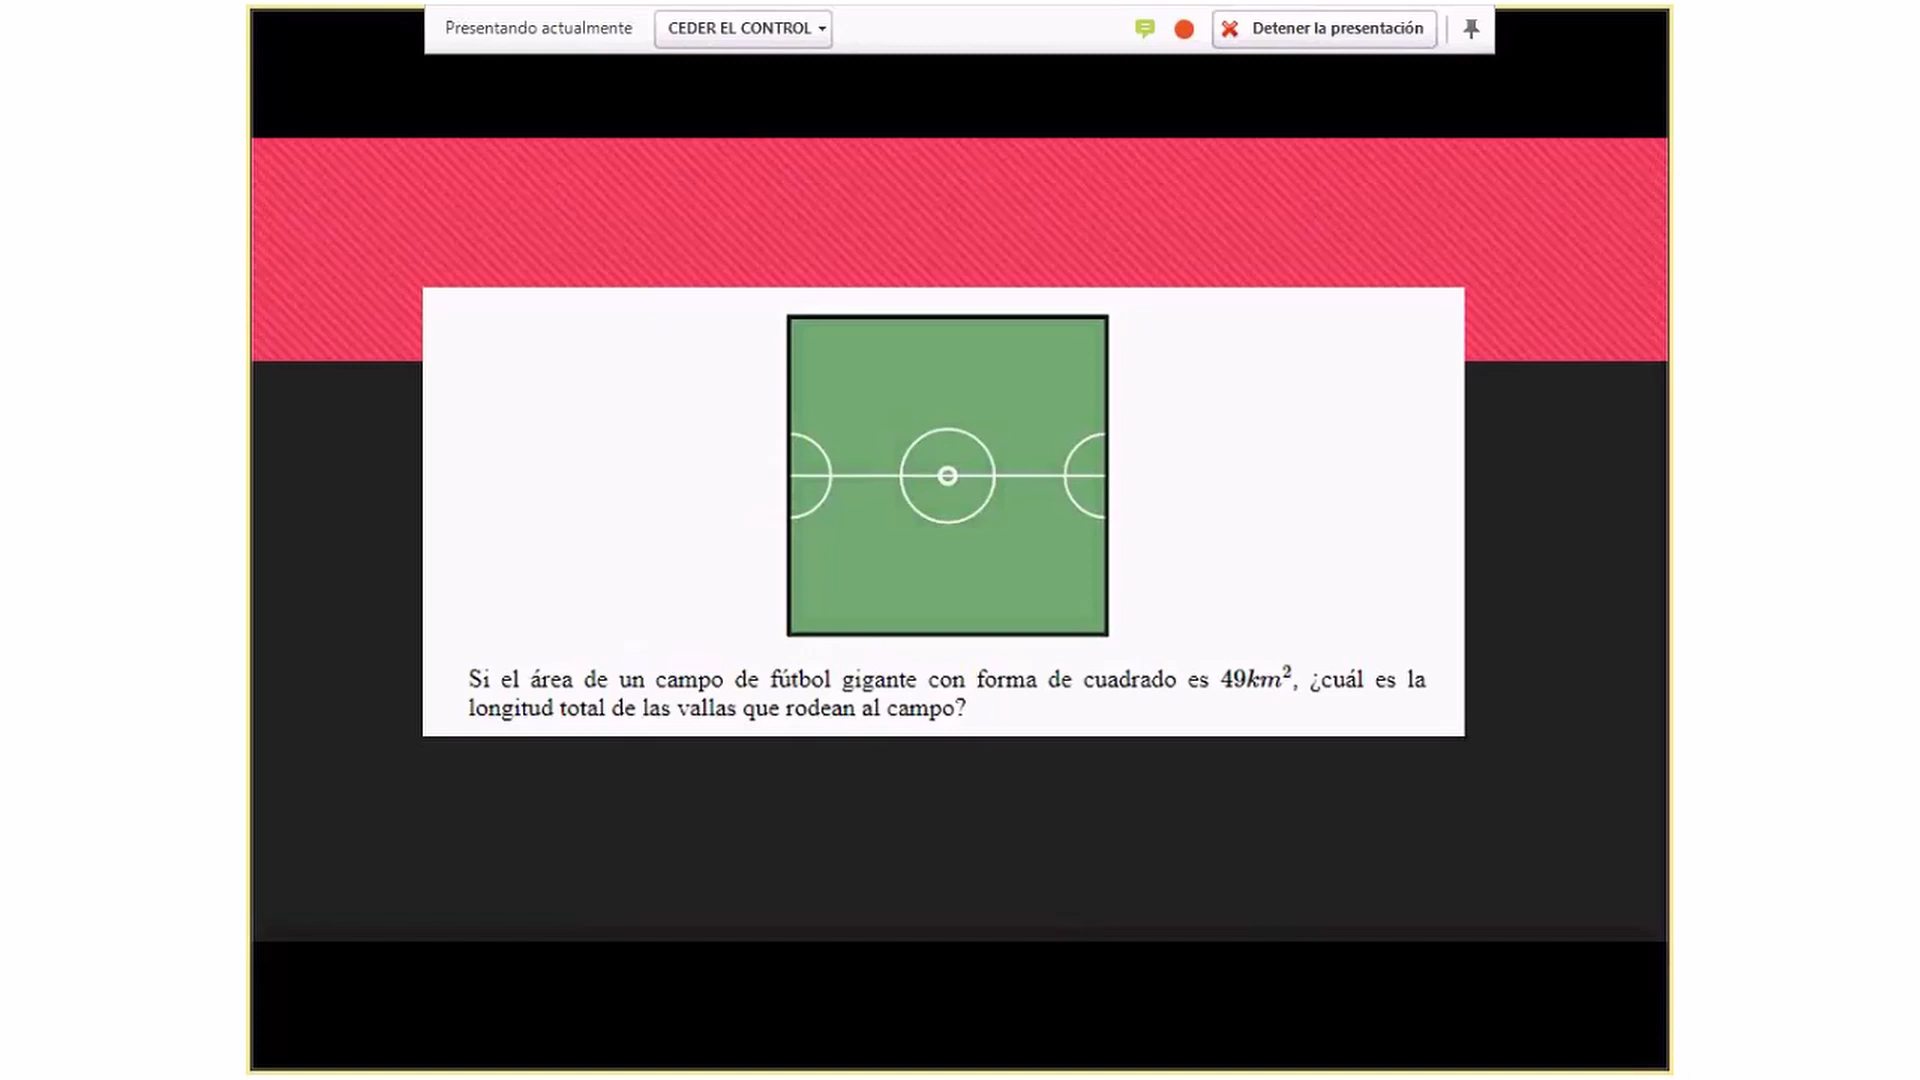 Presentando actualmente CEDER EL CONTROL Detener la presentación
Si el área de un campo de fútbol gigante con forma de cuadrado es 49km², ¿cuál es la
longitud total de las vallas que rodean al campo?